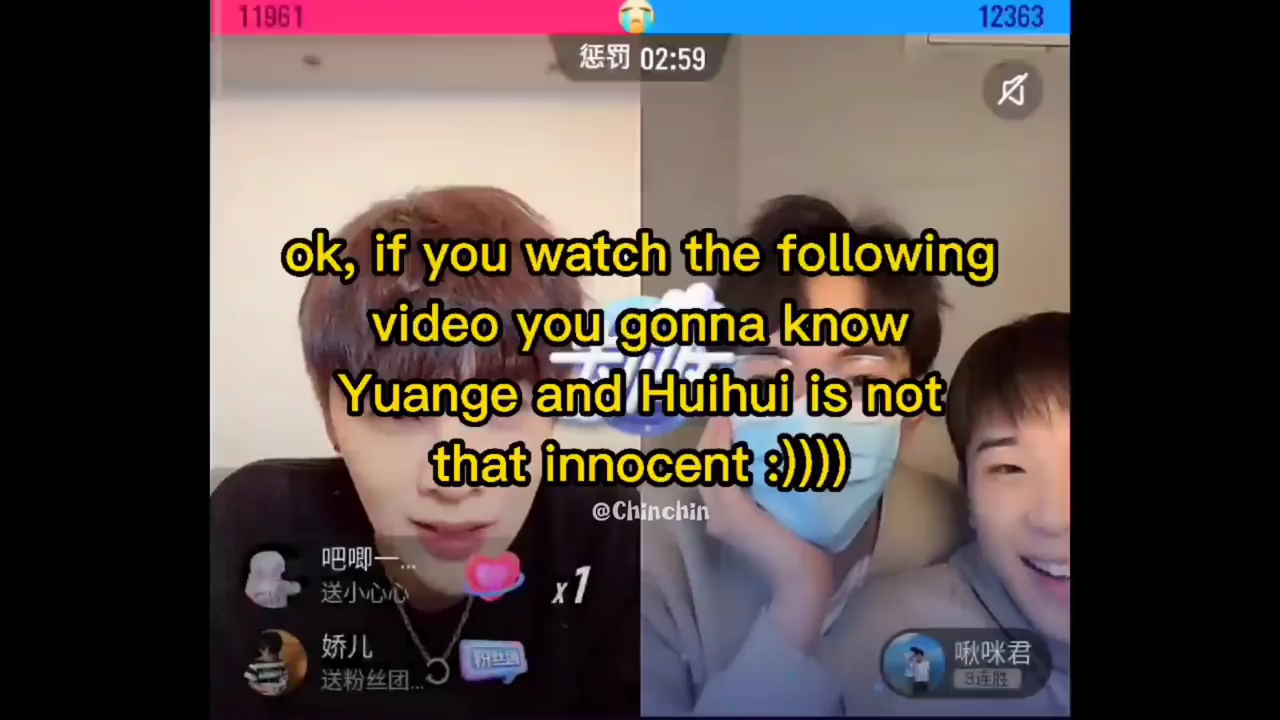 11961
12363
惩罚 02:59
ok, if you watch the following
video you gonna know
Yuange and Huihui is not
that innocent :))))
@Chinchin
吧唧一...
送小心心
x1
娇儿
送粉丝团...
粉丝团
啾咪君
3连胜